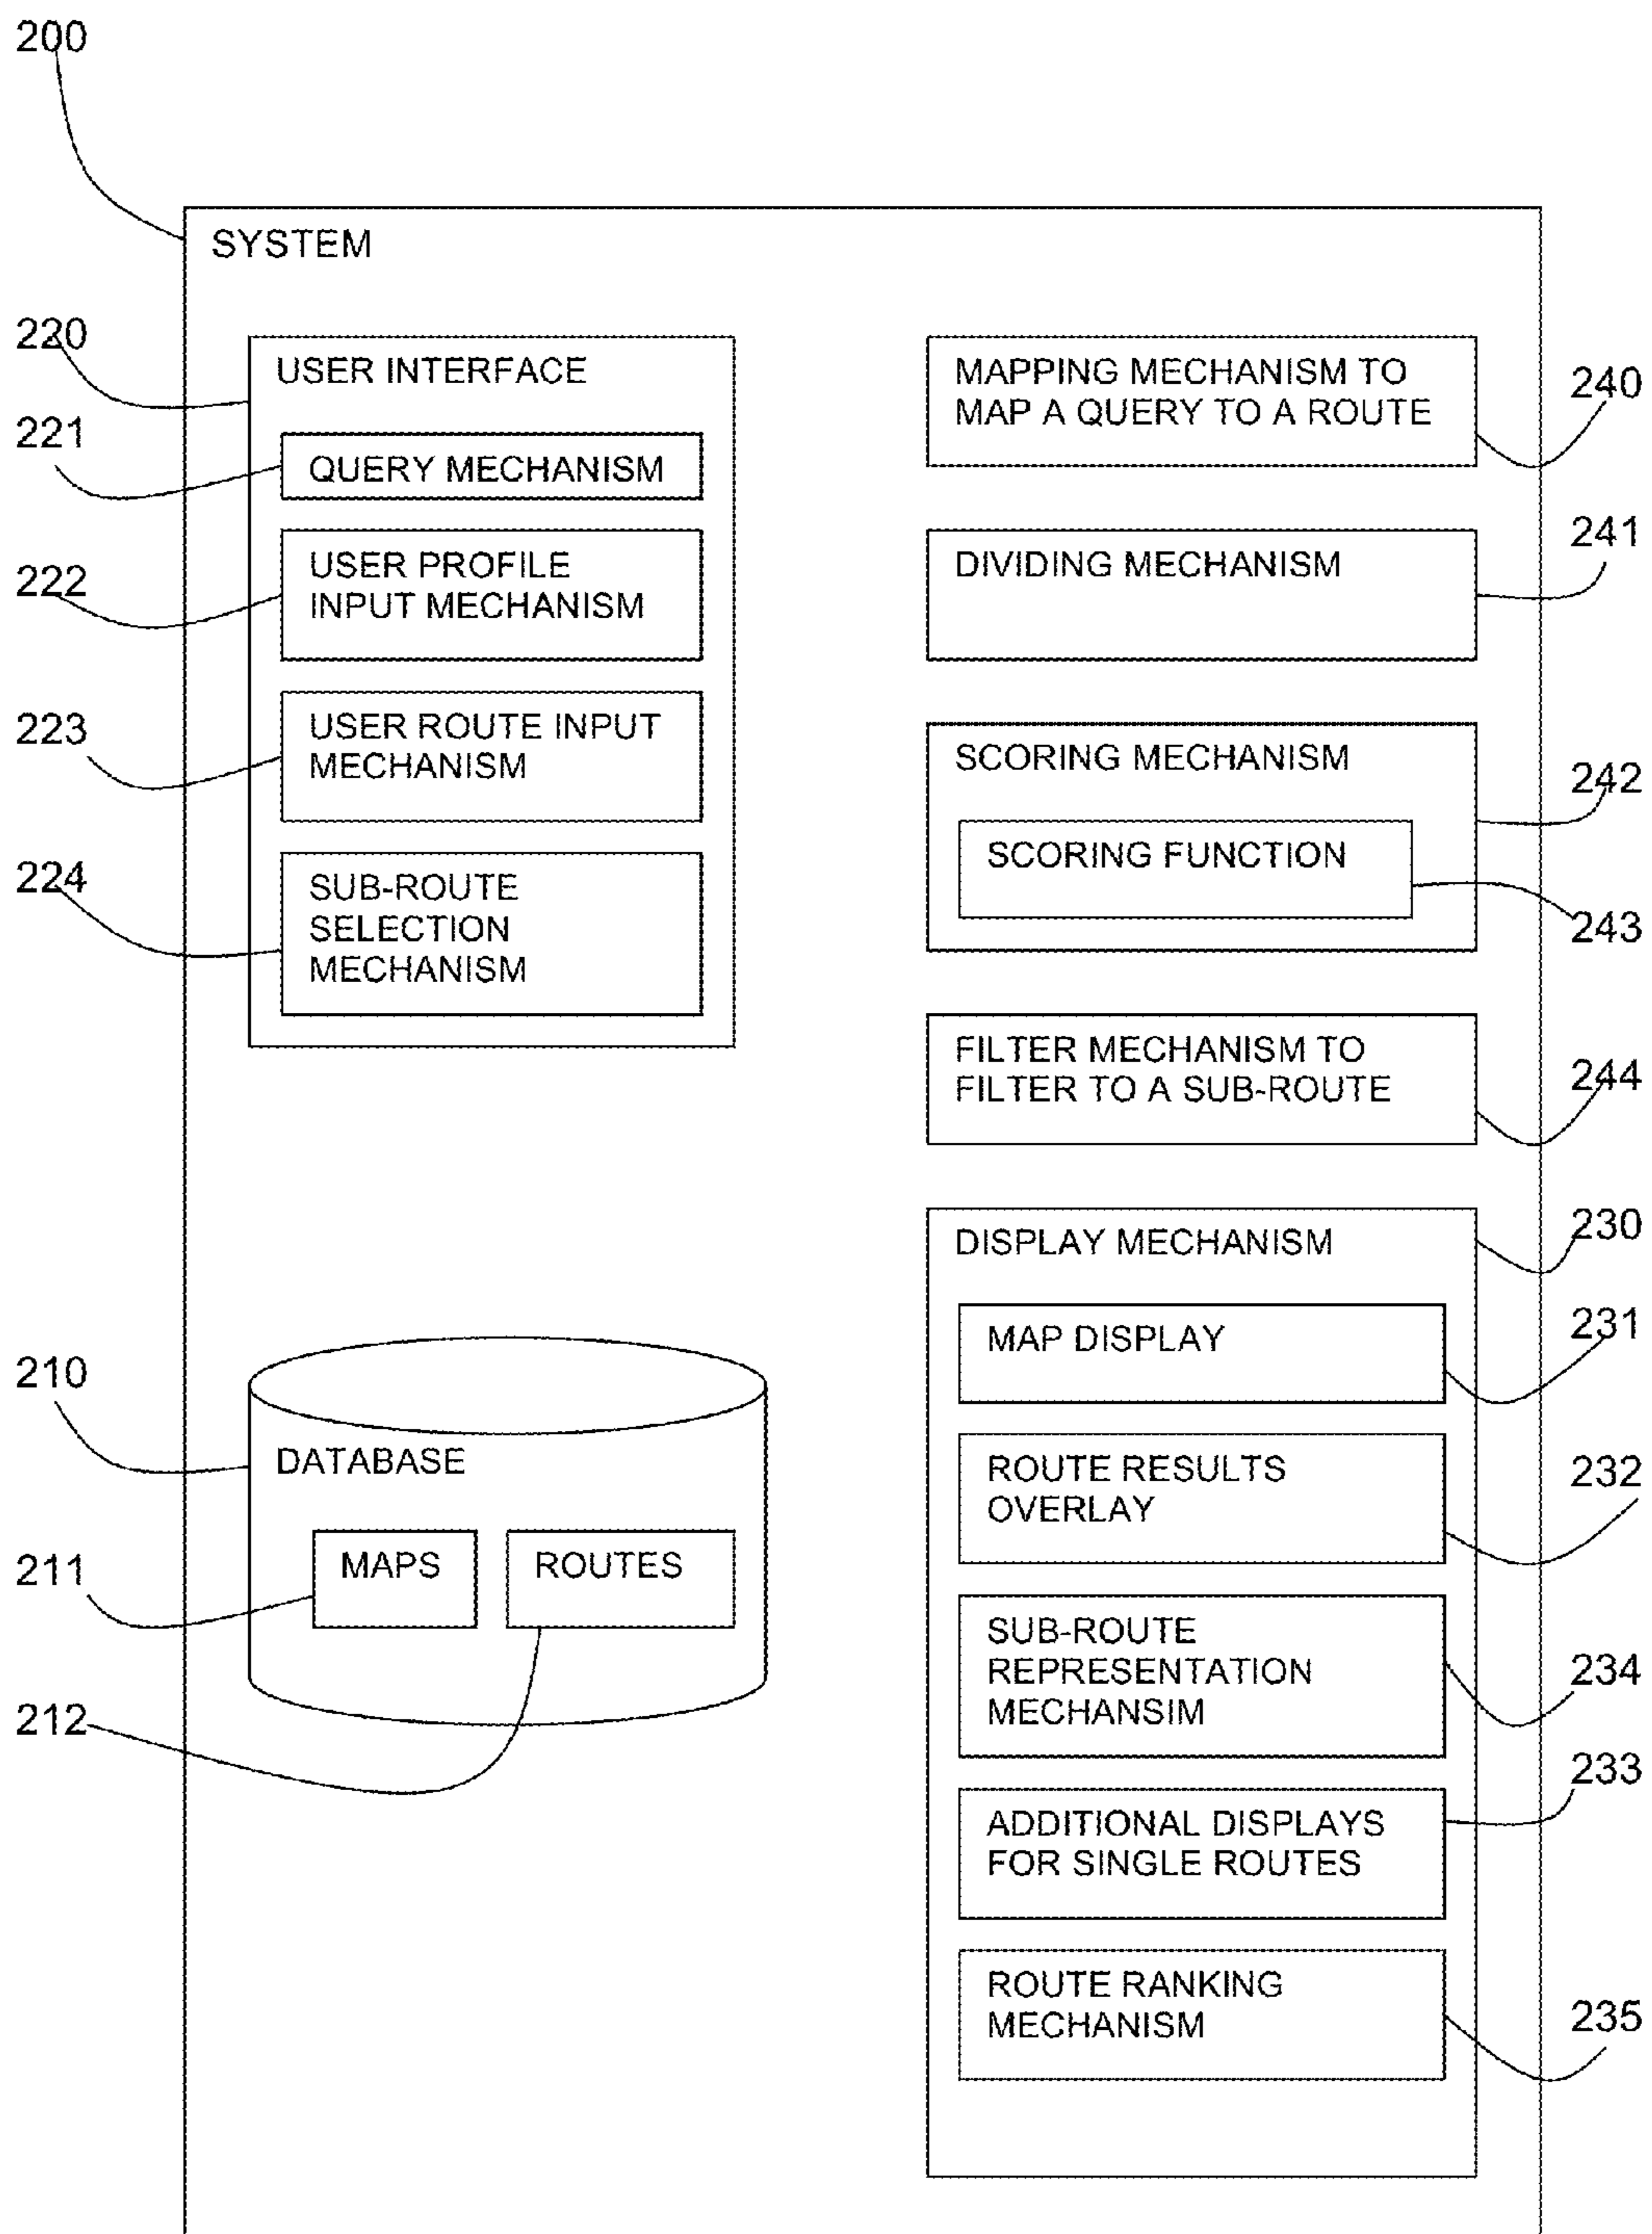 200
SYSTEM
220
USER INTERFACE
221
QUERY MECHANISM
222
USER PROFILE
INPUT MECHANISM
223
USER ROUTE INPUT
MECHANISM
224
SUB-ROUTE
SELECTION
MECHANISM
210
DATABASE
211
MAPS
ROUTES
212
MAPPING MECHANISM TO
MAP A QUERY TO A ROUTE
240
DIVIDING MECHANISM
241
SCORING MECHANISM
242
SCORING FUNCTION
243
FILTER MECHANISM TO
FILTER TO A SUB-ROUTE
244
DISPLAY MECHANISM
230
MAP DISPLAY
231
ROUTE RESULTS
OVERLAY
232
SUB-ROUTE
REPRESENTATION
MECHANSIM
234
ADDITIONAL DISPLAYS
FOR SINGLE ROUTES
233
ROUTE RANKING
MECHANISM
235